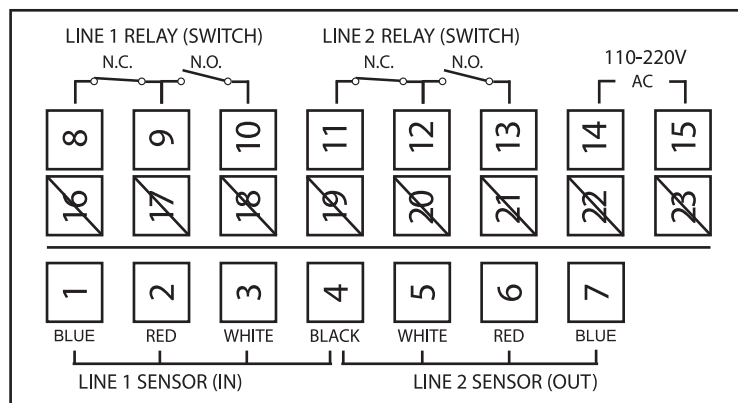 LINE 1 RELAY (SWITCH) LINE 2 RELAY (SWITCH)
N.C. N.O. N.C. N.O. 110-220V
AC
8 9 10 11 12 13 14 15
16 17 18 19 20 21 22 23
1 2 3 4 5 6 7
BLUE RED WHITE BLACK WHITE RED BLUE
LINE 1 SENSOR (IN) LINE 2 SENSOR (OUT)